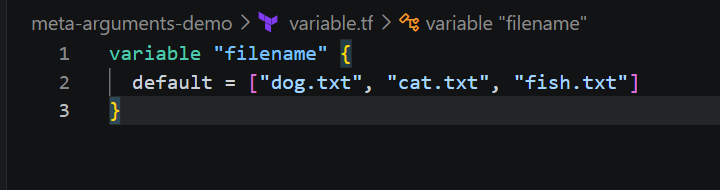 meta-arguments-demo > variable.tf > variable "filename"
1 variable "filename" {
2   default = ["dog.txt", "cat.txt", "fish.txt"]
3 }